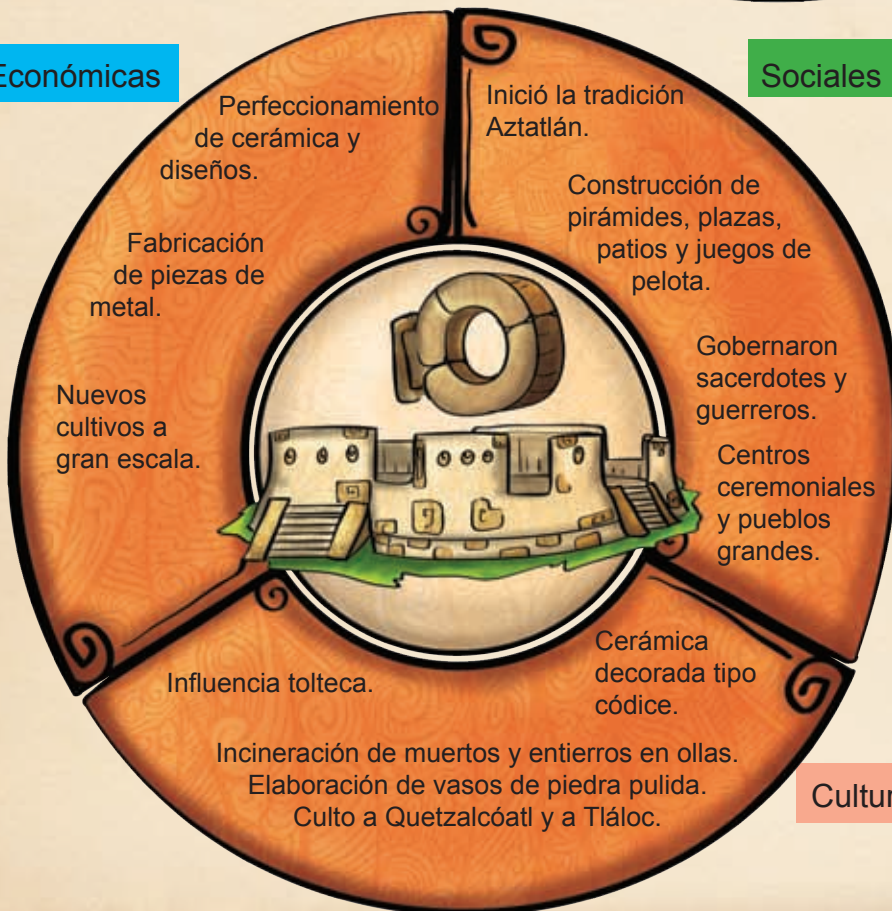 Económicas
Perfeccionamiento
de cerámica y
diseños.
Fabricación
de piezas de
metal.
Nuevos
cultivos a
gran escala.
Sociales
Inició la tradición
Aztatlán.
Construcción de
pirámides, plazas,
patios y juegos de
pelota.
Gobernaron
sacerdotes y
guerreros.
Centros
ceremoniales
y pueblos
grandes.
Cerámica
decorada tipo
códice.
Influencia tolteca.
Incineración de muertos y entierros en ollas.
Elaboración de vasos de piedra pulida.
Culto a Quetzalcóatl y a Tláloc.
Cultur